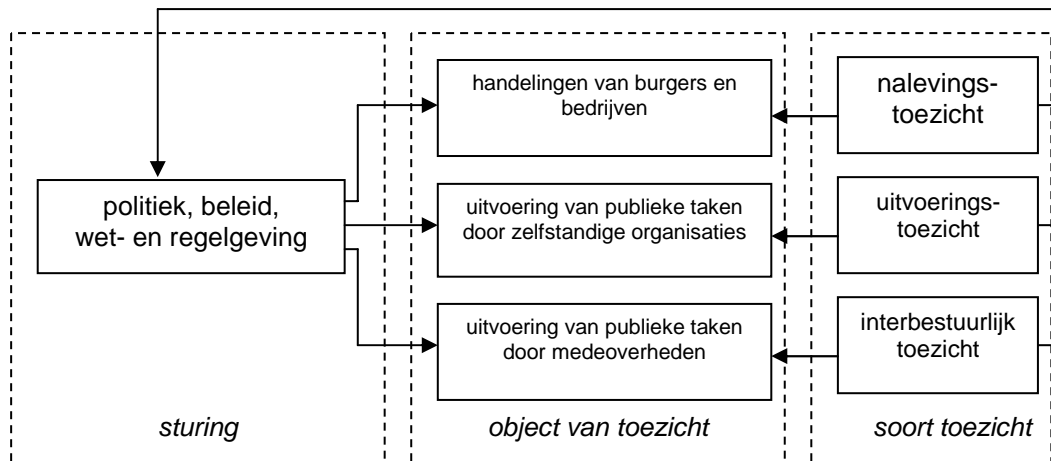 handelingen van burgers en
bedrijven
nalevings-
toezicht
politiek, beleid,
wet- en regelgeving
uitvoering van publieke taken
door zelfstandige organisaties
uitvoerings-
toezicht
uitvoering van publieke taken
door medeoverheden
interbestuurlijk
toezicht
sturing
object van toezicht
soort toezicht